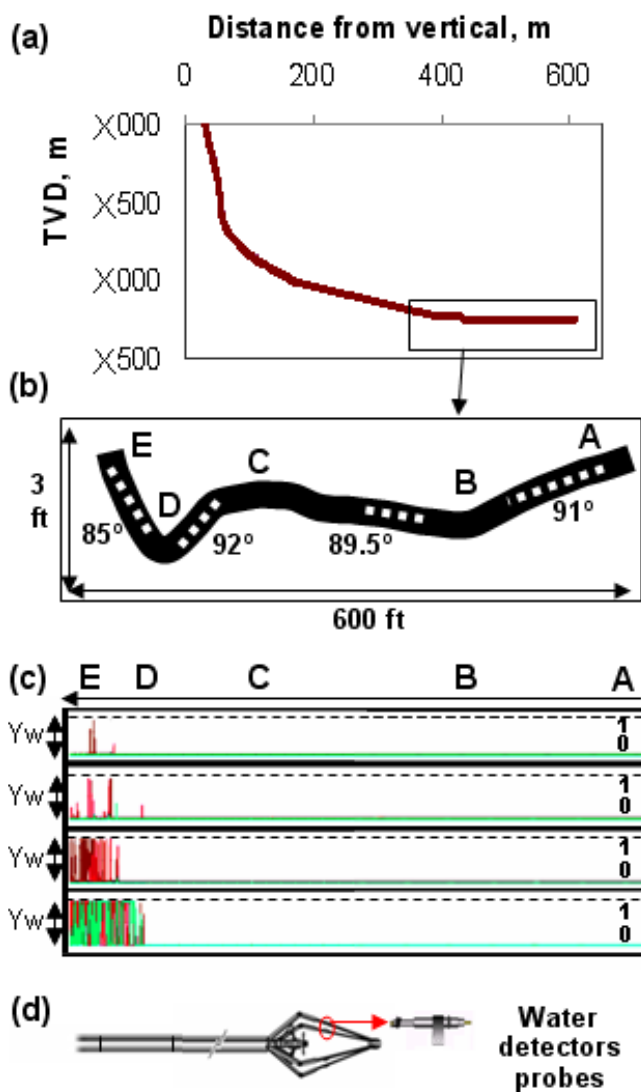 (a)
Distance from vertical, m
0 200 400 600
TVD, m
X000
X500
X000
X500
(b)
3 ft
E
D
C
B
A
85°
92°
89.5°
91°
600 ft
(c)
E D C B A
Yw 1 0
Yw 1 0
Yw 1 0
Yw 1 0
(d)
Water
detectors
probes